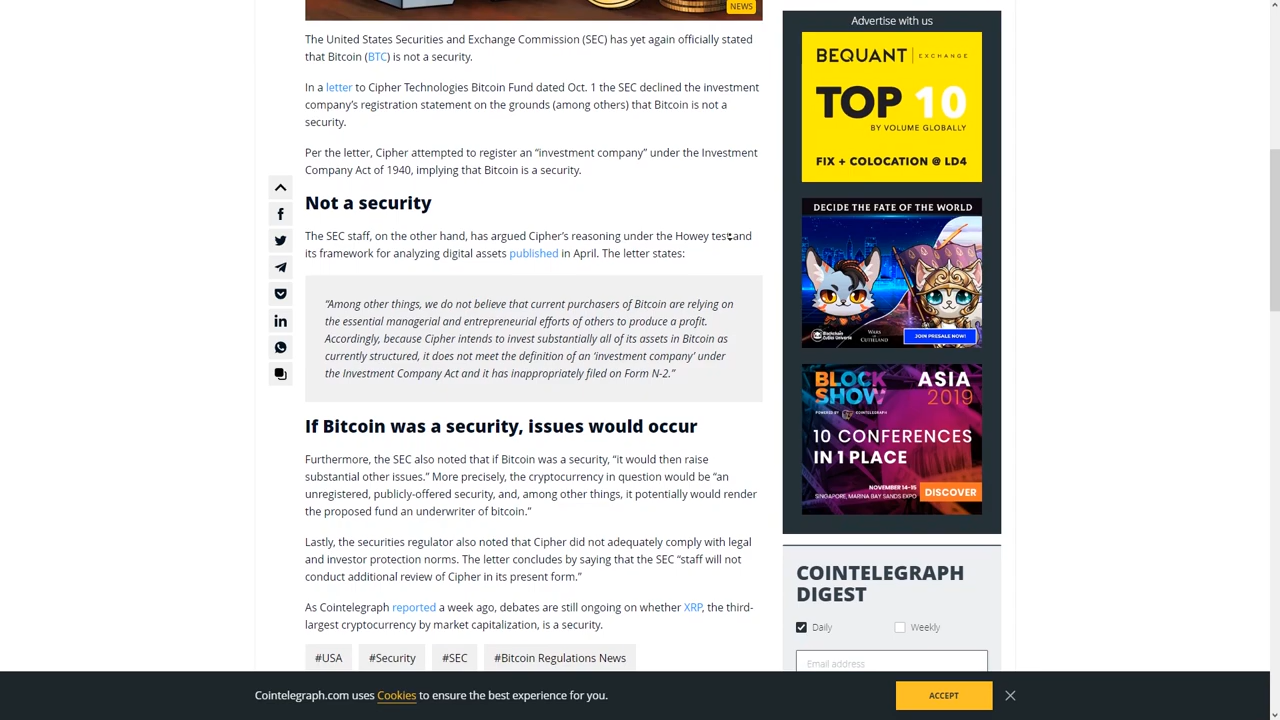 NEWS
The United States Securities and Exchange Commission (SEC) has yet again officially stated
that Bitcoin (BTC) is not a security.
In a letter to Cipher Technologies Bitcoin Fund dated Oct. 1 the SEC declined the investment
company's registration statement on the grounds (among others) that Bitcoin is not a
security.
Per the letter, Cipher attempted to register an “investment company” under the Investment
Company Act of 1940, implying that Bitcoin is a security.
Not a security
The SEC staff, on the other hand, has argued Cipher's reasoning under the Howey test and
its framework for analyzing digital assets published in April. The letter states:
“Among other things, we do not believe that current purchasers of Bitcoin are relying on
the essential managerial and entrepreneurial efforts of others to produce a profit.
Accordingly, because Cipher intends to invest substantially all of its assets in Bitcoin as
currently structured, it does not meet the definition of an ‘investment company’ under
the Investment Company Act and it has inappropriately filed on Form N-2.”
If Bitcoin was a security, issues would occur
Furthermore, the SEC also noted that if Bitcoin was a security, “it would then raise
substantial other issues.” More precisely, the cryptocurrency in question would be “an
unregistered, publicly-offered security, and, among other things, it potentially would render
the proposed fund an underwriter of bitcoin.”
Lastly, the securities regulator also noted that Cipher did not adequately comply with legal
and investor protection norms. The letter concludes by saying that the SEC “staff will not
conduct additional review of Cipher in its present form.”
As Cointelegraph reported a week ago, debates are still ongoing on whether XRP, the third-
largest cryptocurrency by market capitalization, is a security.
#USA
#Security
#SEC
#Bitcoin Regulations News
Advertise with us
BEQUANT | EXCHANGE
TOP 10
BY VOLUME GLOBALLY
FIX + COLOCATION @ LD4
DECIDE THE FATE OF THE WORLD
JOIN PRESALE NOW!
BLOCK
SHOW
POWERED BY COINTELEGRAPH
ASIA
2019
10 CONFERENCES
IN 1 PLACE
NOVEMBER 14-15
SINGAPORE, MARINA BAY SANDS EXPO
DISCOVER
COINTELEGRAPH
DIGEST
Daily
Weekly
Email address
Cointelegraph.com uses Cookies to ensure the best experience for you.
ACCEPT